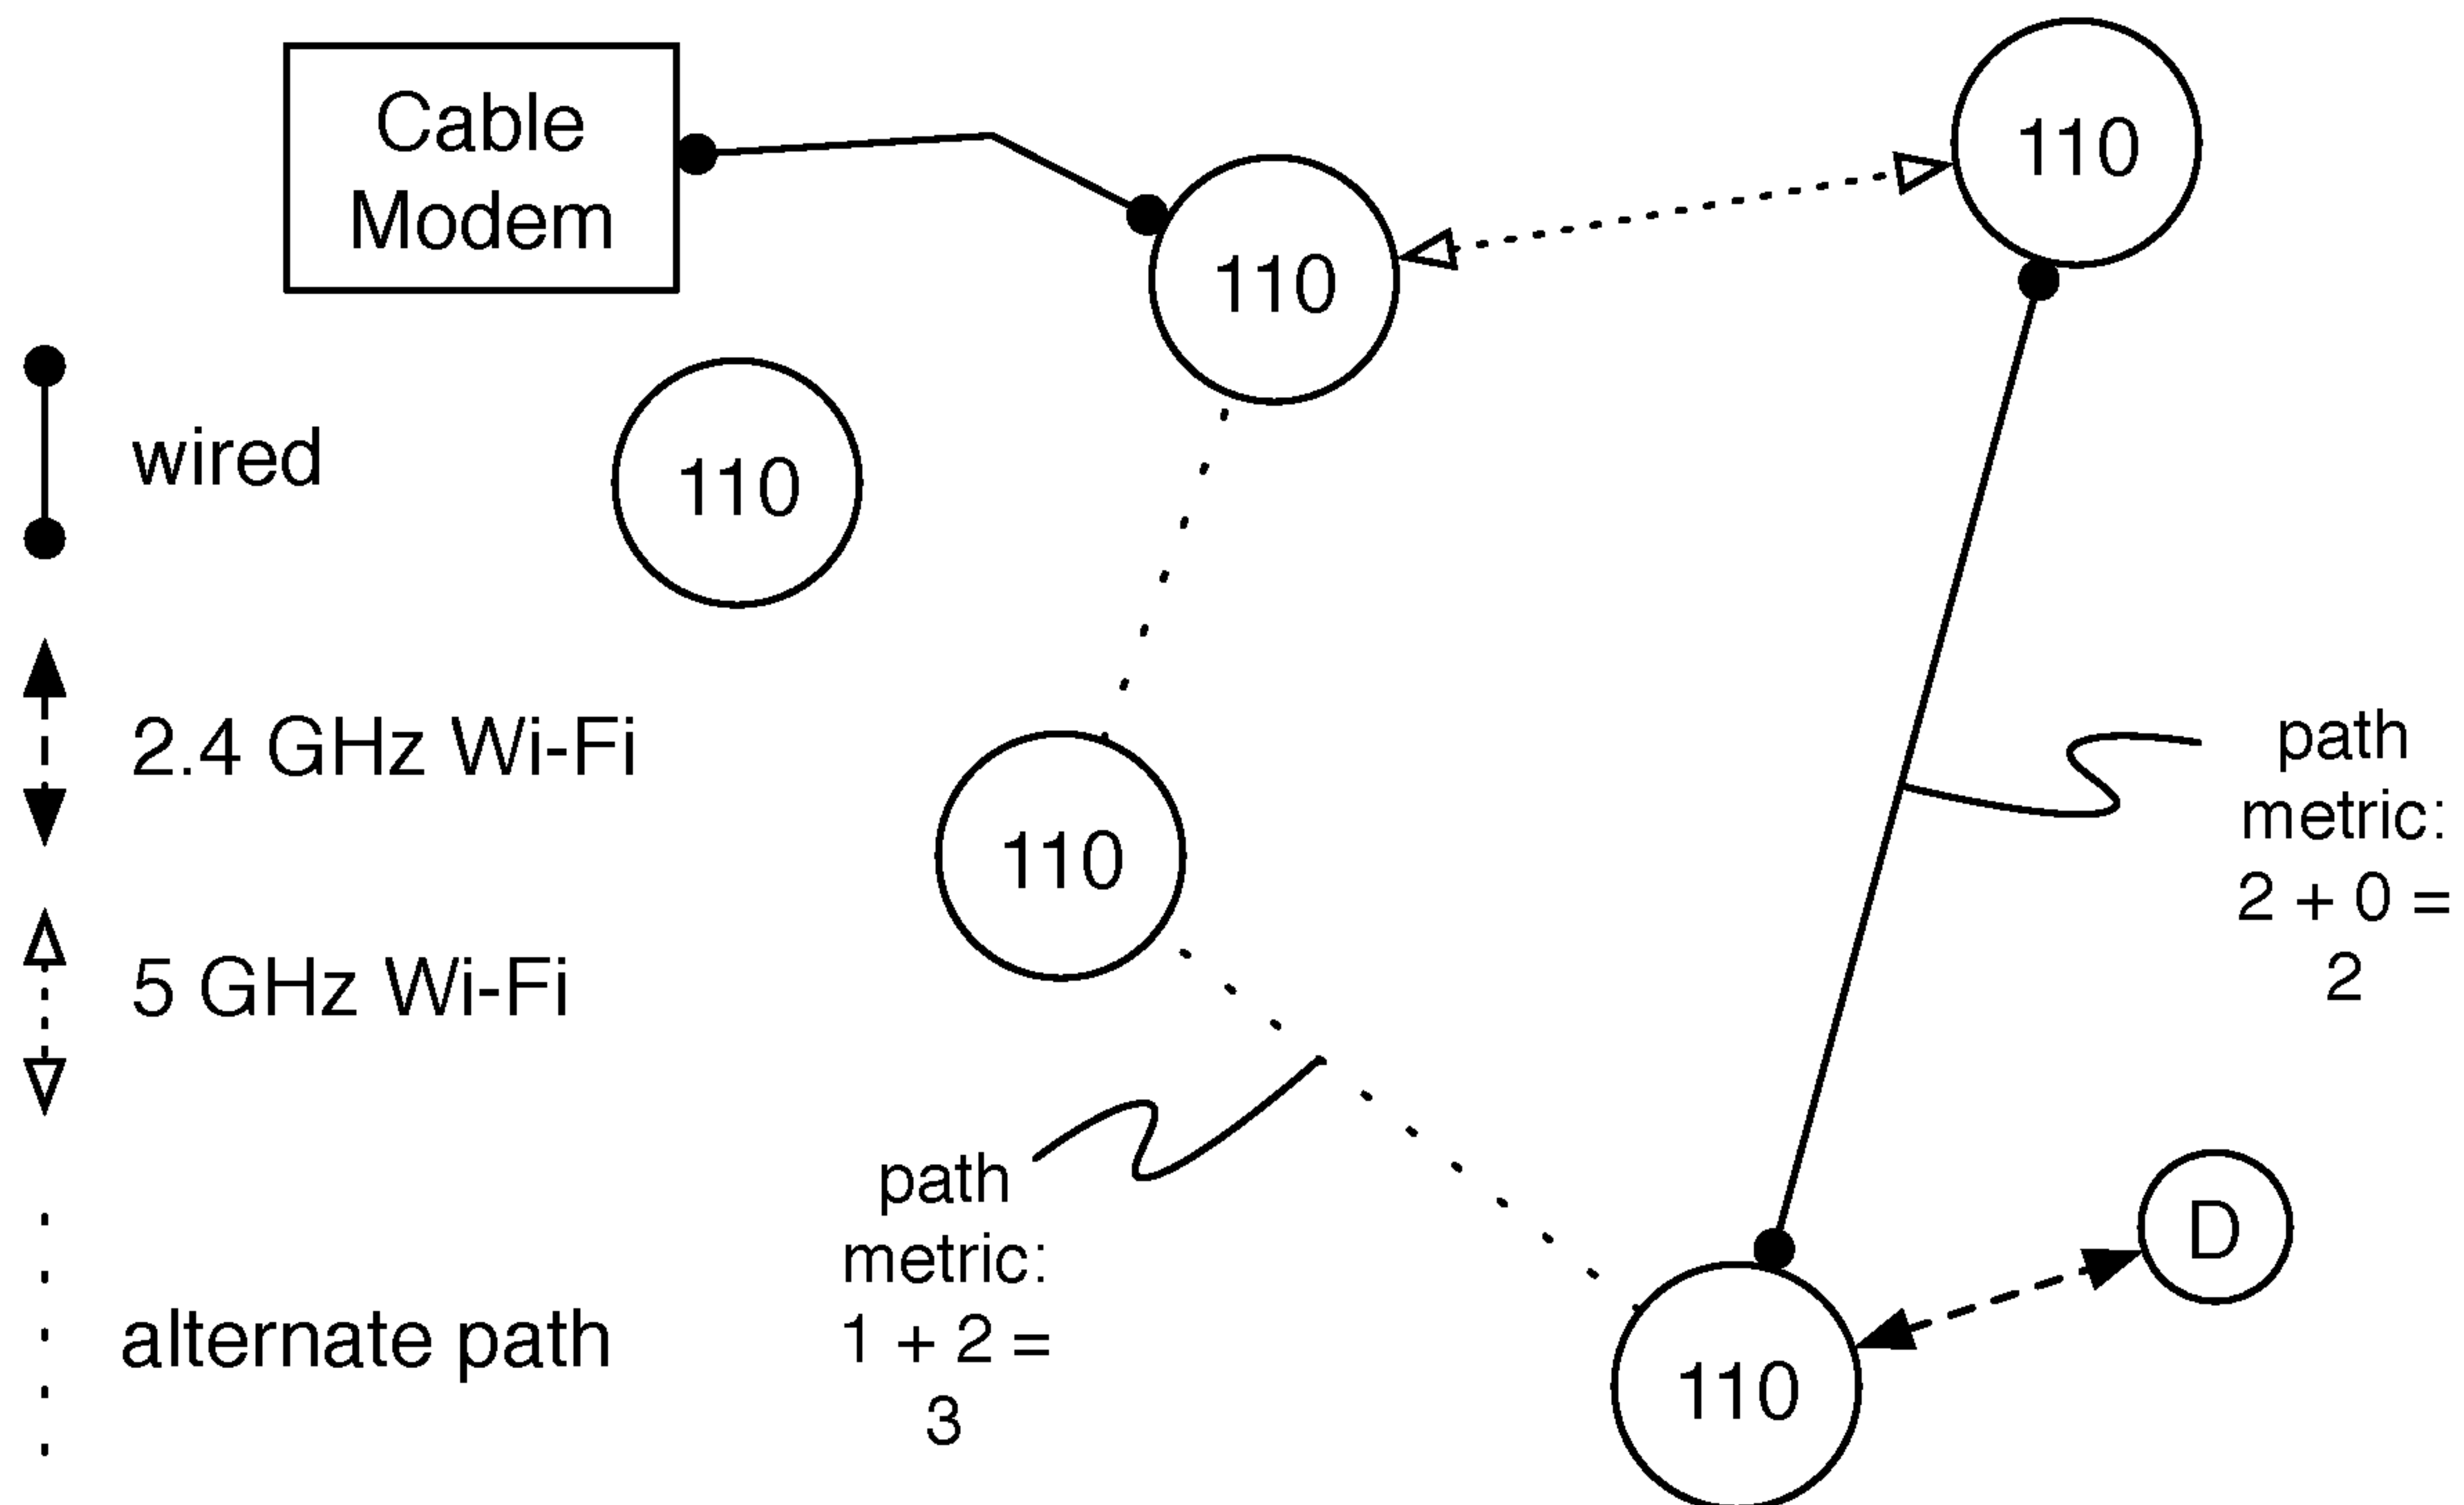 Cable
Modem
110
110
wired
110
2.4 GHz Wi-Fi
110
path
metric:
2 + 0 =
2
5 GHz Wi-Fi
path
metric:
1 + 2 =
3
D
alternate path
110